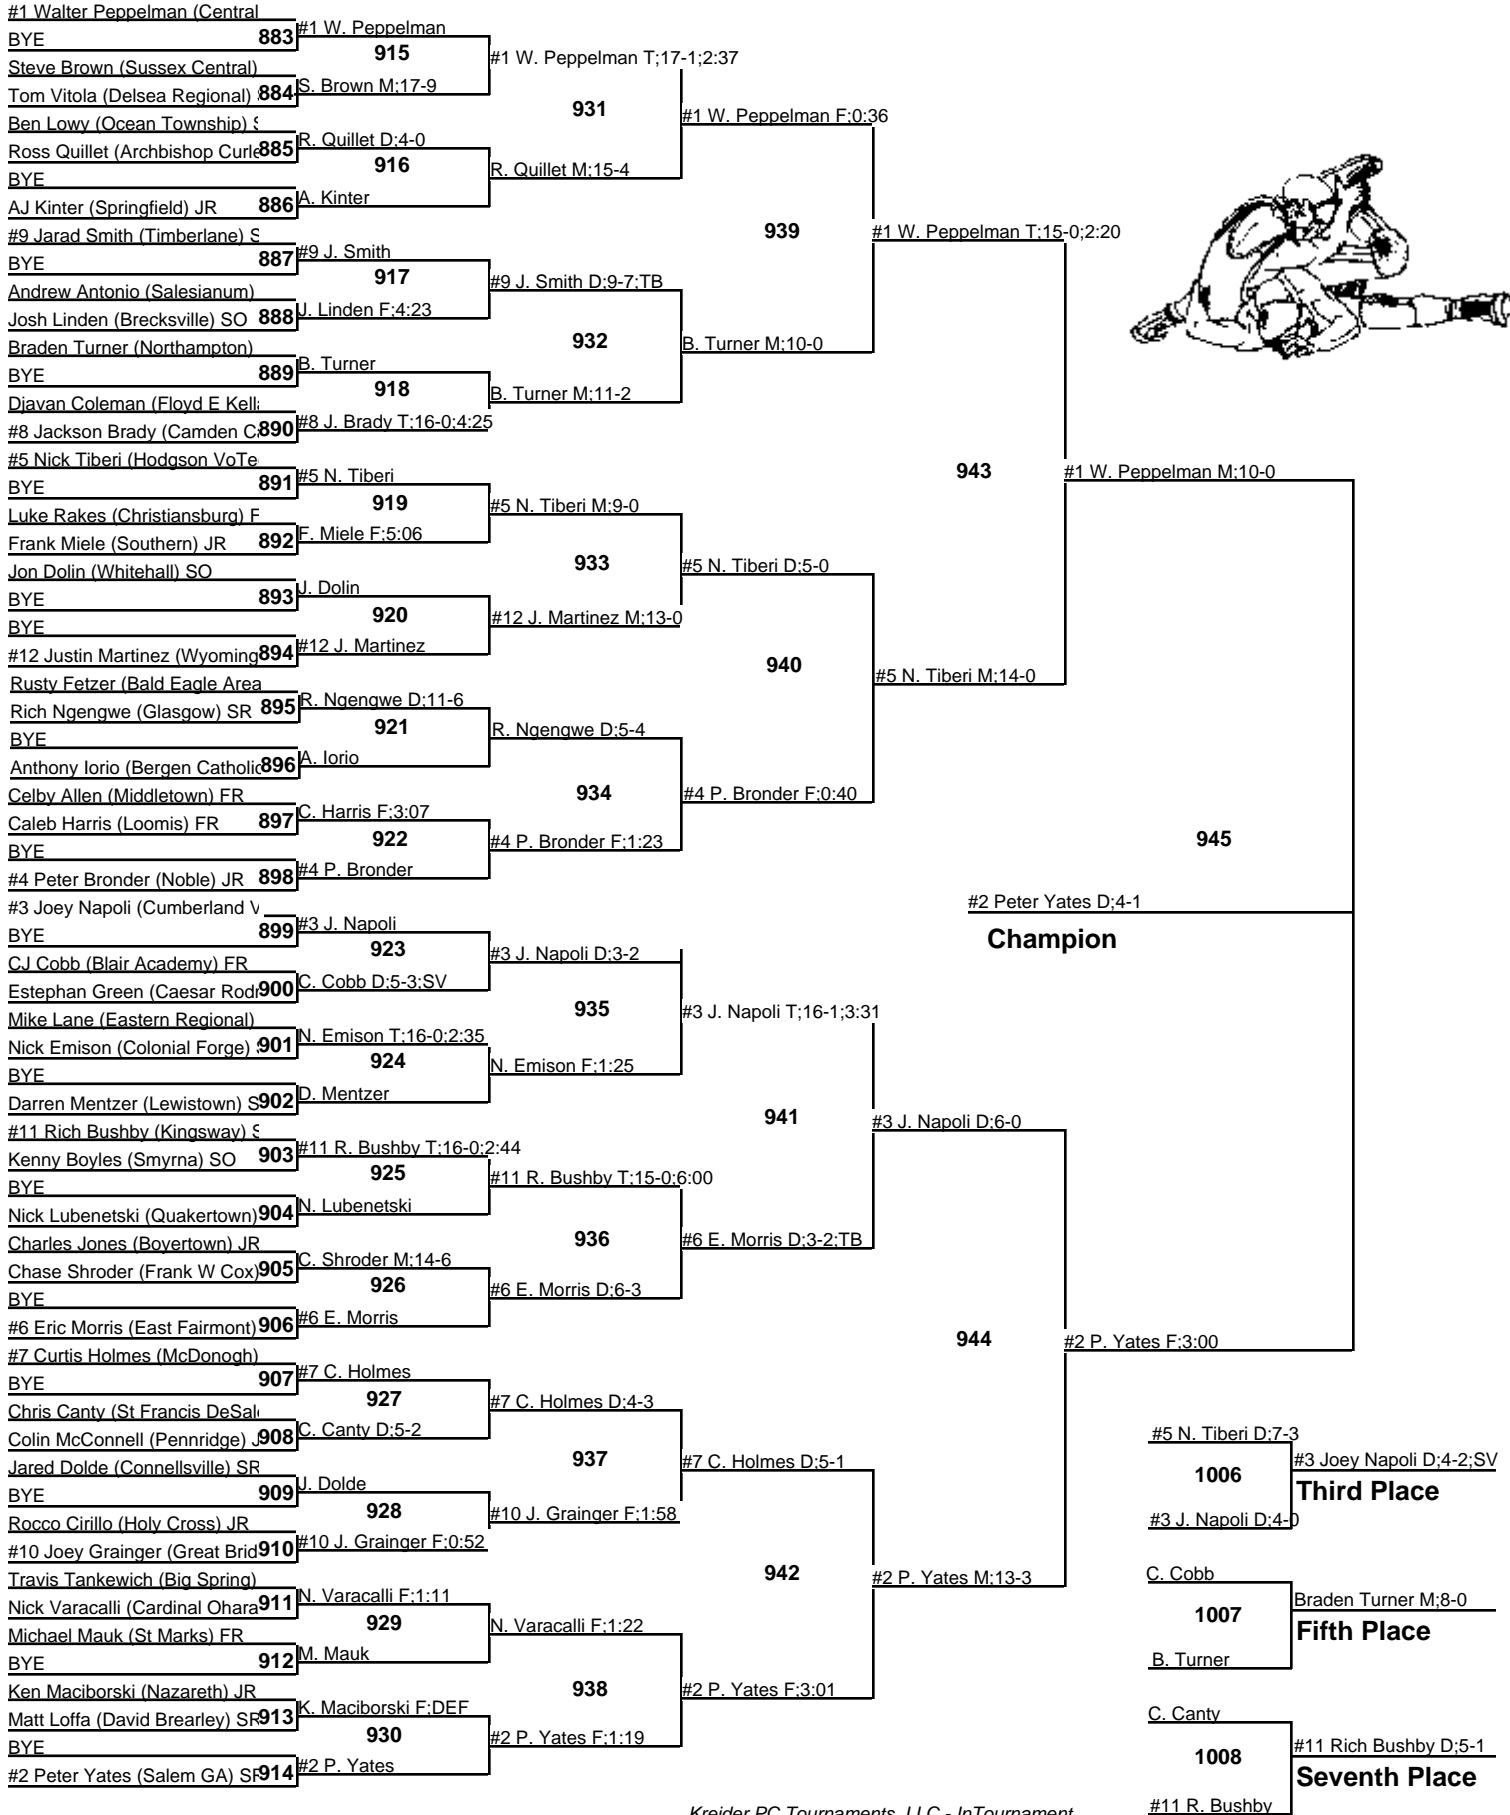 #1 Walter Peppelman (Central
BYE
883
Steve Brown (Sussex Central)
Tom Vitola (Delsea Regional)
884
Ben Lowy (Ocean Township) S
Ross Quillet (Archbishop Curle
885
BYE
AJ Kinter (Springfield) JR
886
#9 Jarad Smith (Timberlane) S
BYE
887
Andrew Antonio (Salesianum)
Josh Linden (Brecksville) SO
888
Braden Turner (Northampton)
BYE
889
Djavan Coleman (Floyd E Kella
#8 Jackson Brady (Camden Ca
890
#5 Nick Tiberi (Hodgson VoTe
BYE
891
Luke Rakes (Christiansburg) F
Frank Miele (Southern) JR
892
Jon Dolin (Whitehall) SO
BYE
893
BYE
#12 Justin Martinez (Wyoming
894
Rusty Fetzer (Bald Eagle Area
Rich Ngengwe (Glasgow) SR
895
BYE
Anthony Iorio (Bergen Catholic
896
Celby Allen (Middletown) FR
Caleb Harris (Loomis) FR
897
BYE
#4 Peter Bronder (Noble) JR
898
#3 Joey Napoli (Cumberland V
BYE
899
CJ Cobb (Blair Academy) FR
Estephan Green (Caesar Rodn
900
Mike Lane (Eastern Regional)
Nick Emison (Colonial Forge)
901
BYE
Darren Mentzer (Lewistown) S
902
#11 Rich Bushby (Kingsway) S
Kenny Boyles (Smyrna) SO
903
BYE
Nick Lubenetski (Quakertown)
904
Charles Jones (Boyertown) JR
Chase Shroder (Frank W Cox)
905
BYE
#6 Eric Morris (East Fairmont)
906
#7 Curtis Holmes (McDonogh)
BYE
907
Chris Canty (St Francis DeSale
Colin McConnell (Pennridge) J
908
Jared Dolde (Connellsville) SR
BYE
909
Rocco Cirillo (Holy Cross) JR
#10 Joey Grainger (Great Brid
910
Travis Tankewich (Big Spring)
Nick Varacalli (Cardinal Ohara
911
Michael Mauk (St Marks) FR
BYE
912
Ken Maciborski (Nazareth) JR
Matt Loffa (David Brearley) SR
913
BYE
#2 Peter Yates (Salem GA) SR
914
#1 W. Peppelman
915
S. Brown M;17-9
R. Quillet D;4-0
916
A. Kinter
#9 J. Smith
917
J. Linden F;4:23
B. Turner
918
#8 J. Brady T;16-0;4:25
#5 N. Tiberi
919
F. Miele F;5:06
J. Dolin
920
#12 J. Martinez
R. Ngengwe D;11-6
921
A. Iorio
C. Harris F;3:07
922
#4 P. Bronder
#3 J. Napoli
923
C. Cobb D;5-3;SV
N. Emison T;16-0;2:35
924
D. Mentzer
#11 R. Bushby T;16-0;2:44
925
N. Lubenetski
C. Shroder M;14-6
926
#6 E. Morris
#7 C. Holmes
927
C. Canty D;5-2
J. Dolde
928
#10 J. Grainger F;0:52
N. Varacalli F;1:11
929
M. Mauk
K. Maciborski F;DEF
930
#2 P. Yates
#1 W. Peppelman T;17-1;2:37
931
R. Quillet M;15-4
#9 J. Smith D;9-7;TB
932
B. Turner M;11-2
#5 N. Tiberi M;9-0
933
#12 J. Martinez M;13-0
R. Ngengwe D;5-4
934
#4 P. Bronder F;1:23
#3 J. Napoli D;3-2
935
N. Emison F;1:25
#11 R. Bushby T;15-0;6:00
936
#6 E. Morris D;6-3
#7 C. Holmes D;4-3
937
#10 J. Grainger F;1:58
N. Varacalli F;1:22
938
#2 P. Yates F;1:19
#1 W. Peppelman F;0:36
939
B. Turner M;10-0
#5 N. Tiberi D;5-0
940
#4 P. Bronder F;0:40
#3 J. Napoli T;16-1;3:31
941
#6 E. Morris D;3-2;TB
#7 C. Holmes D;5-1
942
#2 P. Yates F;3:01
#1 W. Peppelman T;15-0;2:20
943
#5 N. Tiberi M;14-0
#3 J. Napoli D;6-0
944
#2 P. Yates M;13-3
#1 W. Peppelman M;10-0
945
#2 P. Yates F;3:00
#2 Peter Yates D;4-1
Champion
#5 N. Tiberi D;7-3
1006
#3 J. Napoli D;4-0
#3 Joey Napoli D;4-2;SV
Third Place
C. Cobb
1007
B. Turner
Braden Turner M;8-0
Fifth Place
C. Canty
1008
#11 R. Bushby
#11 Rich Bushby D;5-1
Seventh Place
Kreider PC Tournaments, LLC - InTournament